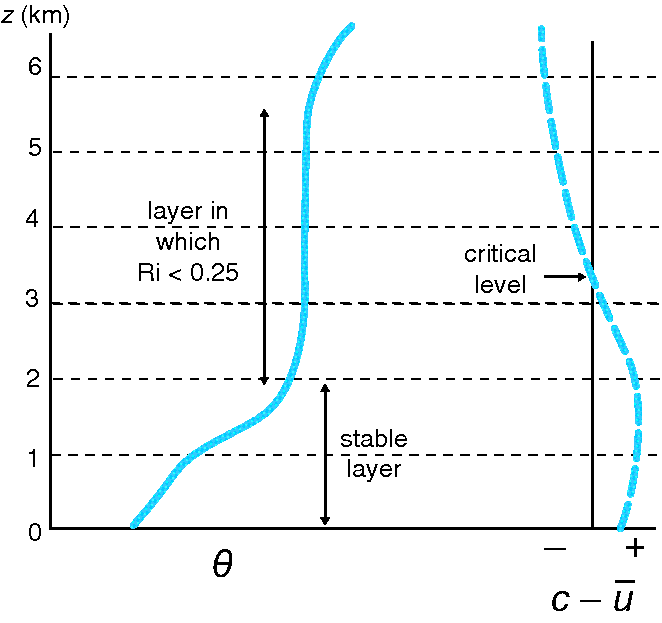 z (km)
6
5
4
3
2
1
0
layer in
which
Ri < 0.25
critical
level
stable
layer
θ
− +
c − u̅